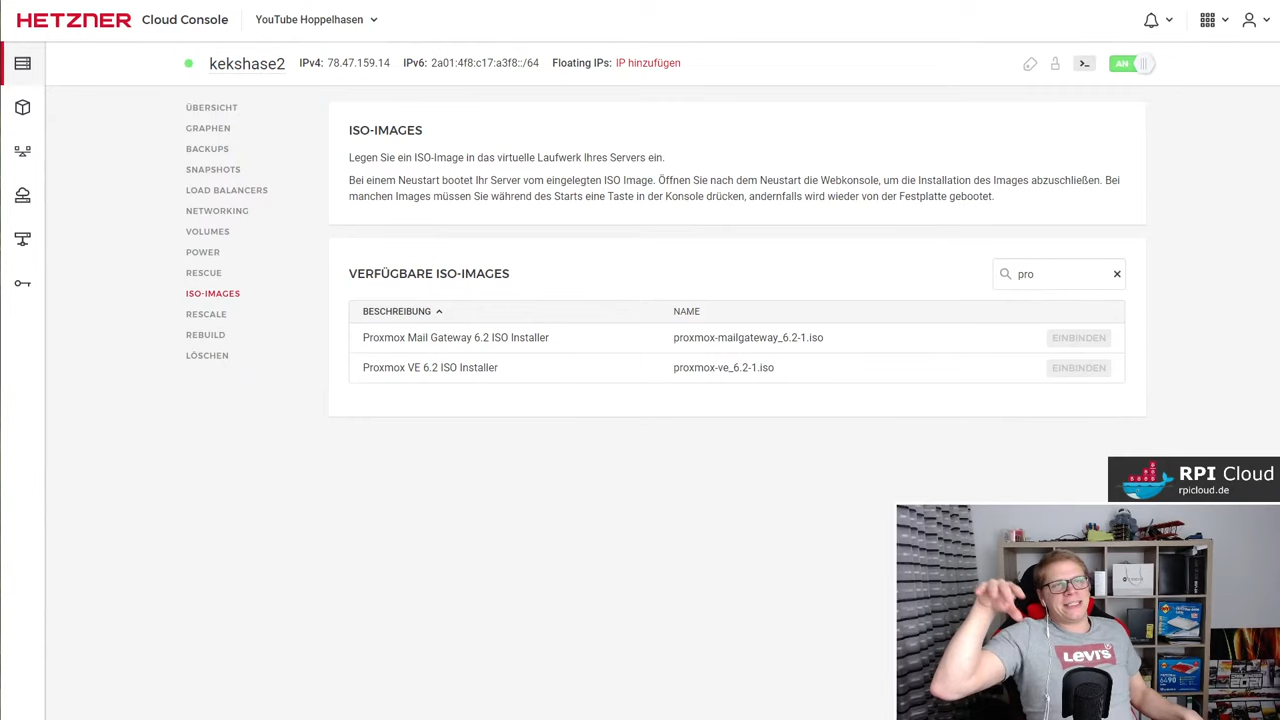 HETZNER Cloud Console YouTube Hoppelhasen
kekshase2 IPv4: 78.47.159.14 IPv6: 2a01:4f8:c17:a3f8::/64 Floating IPs: IP hinzufügen AN
ÜBERSICHT
GRAPHEN
BACKUPS
SNAPSHOTS
LOAD BALANCERS
NETWORKING
VOLUMES
POWER
RESCUE
ISO-IMAGES
RESCALE
REBUILD
LÖSCHEN
ISO-IMAGES
Legen Sie ein ISO-Image in das virtuelle Laufwerk Ihres Servers ein.
Bei einem Neustart bootet Ihr Server vom eingelegten ISO Image. Öffnen Sie nach dem Neustart die Webkonsole, um die Installation des Images abzuschließen. Bei
manchen Images müssen Sie während des Starts eine Taste in der Konsole drücken, andernfalls wird wieder von der Festplatte gebootet.
VERFÜGBARE ISO-IMAGES
pro
BESCHREIBUNG NAME
Proxmox Mail Gateway 6.2 ISO Installer proxmox-mailgateway_6.2-1.iso EINBINDEN
Proxmox VE 6.2 ISO Installer proxmox-ve_6.2-1.iso EINBINDEN
RPI Cloud
rpicloud.de
LEVI'S